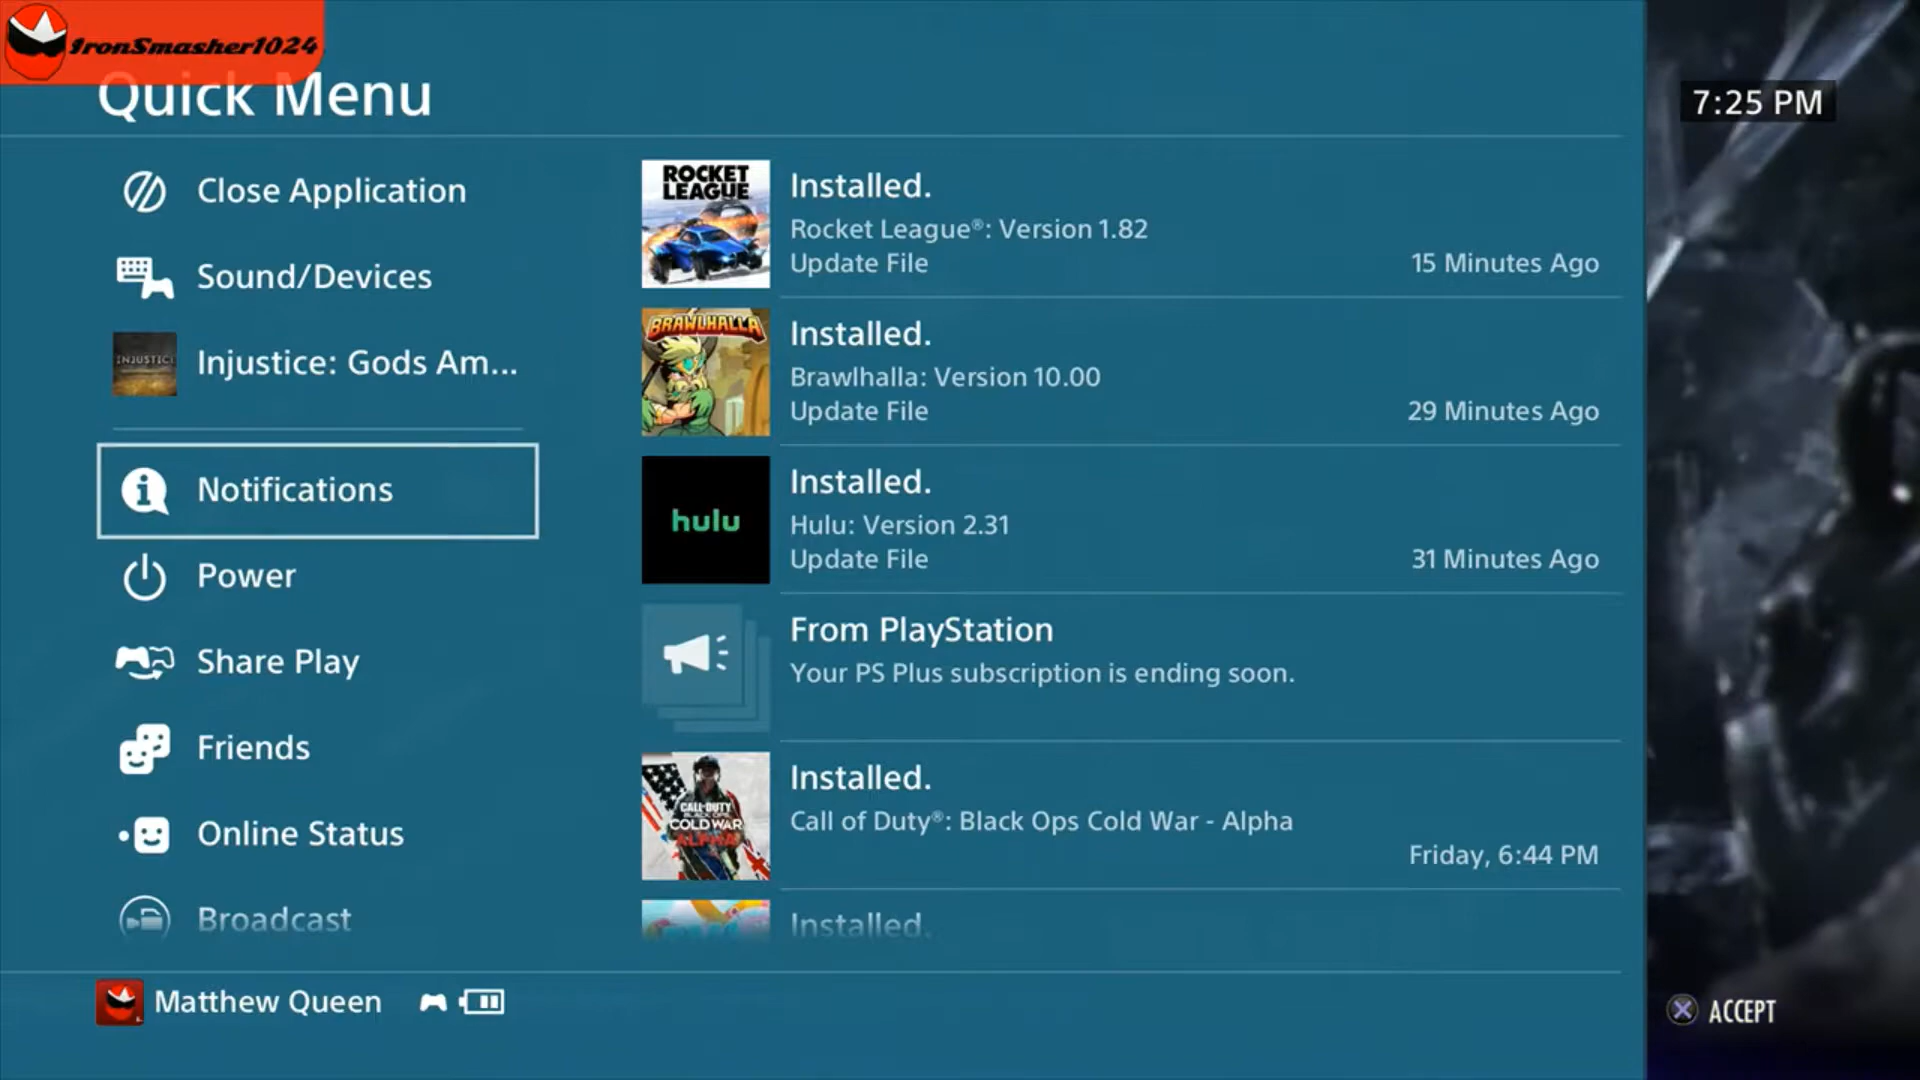 IronSmasher1024
Quick Menu
7:25 PM
Close Application
Sound/Devices
INJUSTICE
Injustice: Gods Am...
Notifications
Power
Share Play
Friends
Online Status
Broadcast
ROCKET
LEAGUE
Installed.
Rocket League®: Version 1.82
Update File
15 Minutes Ago
BRAWLHALLA
Installed.
Brawlhalla: Version 10.00
Update File
29 Minutes Ago
hulu
Installed.
Hulu: Version 2.31
Update File
31 Minutes Ago
From PlayStation
Your PS Plus subscription is ending soon.
CALL OF DUTY
BLACK OPS
COLD WAR
ALPHA
Installed.
Call of Duty®: Black Ops Cold War - Alpha
Friday, 6:44 PM
Installed.
Matthew Queen
ACCEPT